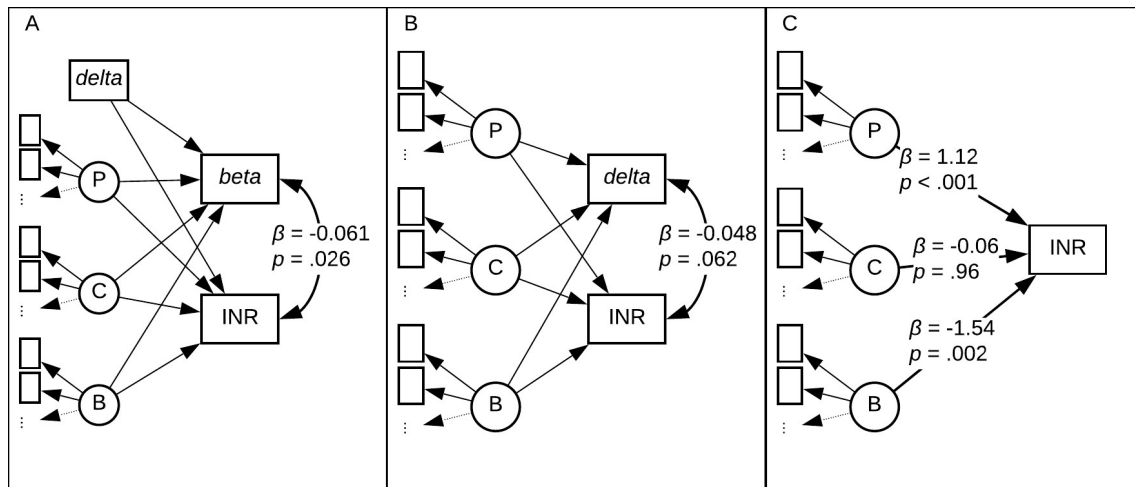 A
delta
P
beta
β = -0.061
p = .026
C
INR
B
...
...
...
B
P
delta
β = -0.048
p = .062
C
INR
B
...
...
...
C
P
β = 1.12
p < .001
C
β = -0.06
p = .96
INR
β = -1.54
p = .002
B
...
...
...